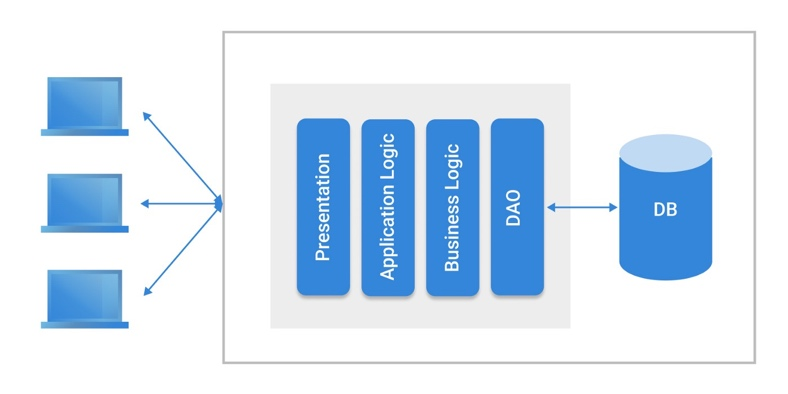 Presentation
Application Logic
Business Logic
DAO
DB